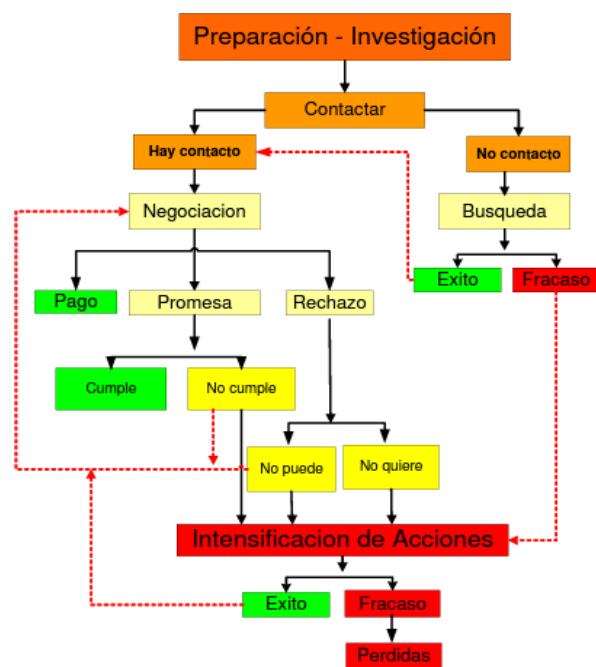 Preparación - Investigación
Contactar
Hay contacto
No contacto
Negociacion
Busqueda
Exito
Fracaso
Pago
Promesa
Rechazo
Cumple
No cumple
No puede
No quiere
Intensificacion de Acciones
Exito
Fracaso
Perdidas